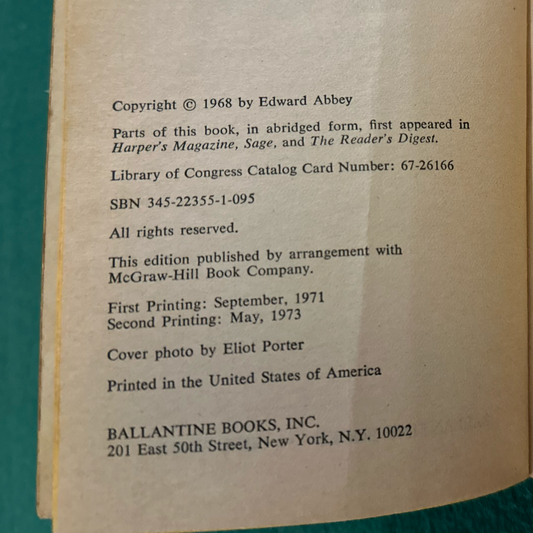 Copyright © 1968 by Edward Abbey
Parts of this book, in abridged form, first appeared in
Harper's Magazine, Sage, and The Reader's Digest.
Library of Congress Catalog Card Number: 67-26166
SBN 345-22355-1-095
All rights reserved.
This edition published by arrangement with
McGraw-Hill Book Company.
First Printing: September, 1971
Second Printing: May, 1973
Cover photo by Eliot Porter
Printed in the United States of America
BALLANTINE BOOKS, INC.
201 East 50th Street, New York, N.Y. 10022